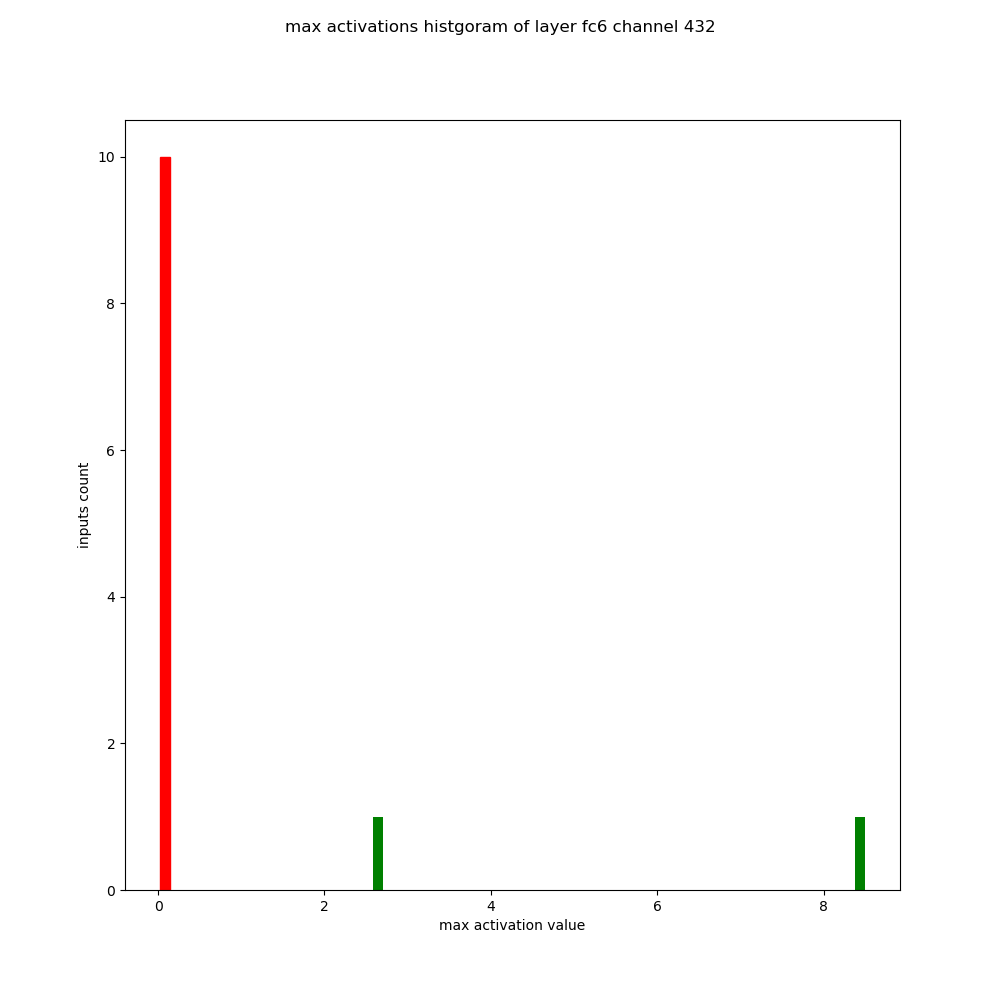 max activations histgoram of layer fc6 channel 432
10
8
6
4
2
0
inputs count
0 2 4 6 8
max activation value